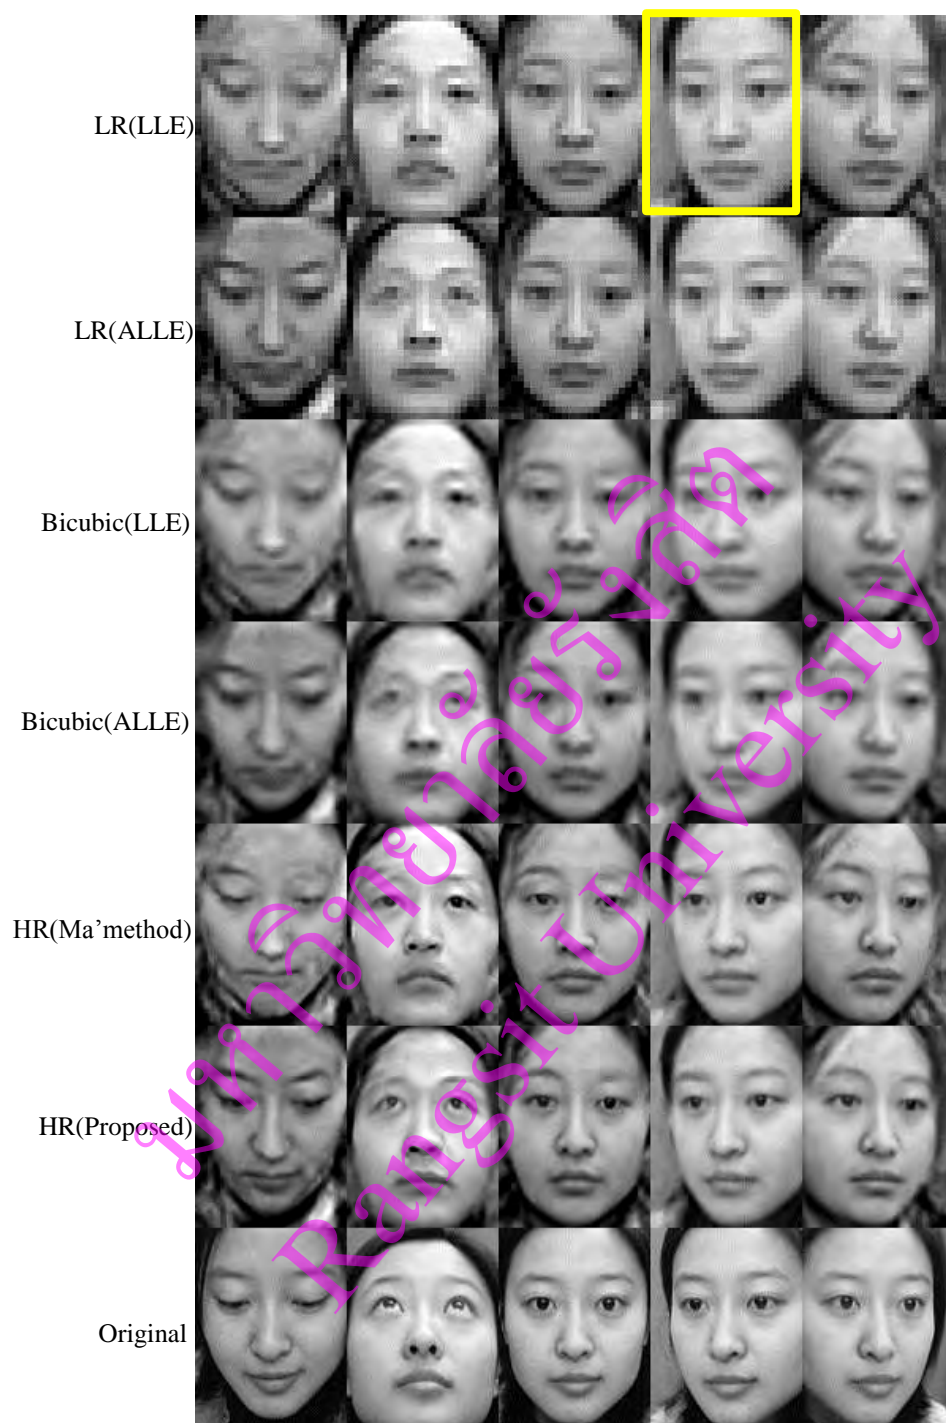 LR(LLE)
LR(ALLE)
Bicubic(LLE)
Bicubic(ALLE)
HR(Ma’method)
HR(Proposed)
Original
มหาวิทยาลัยรังสิต
Rangsit University